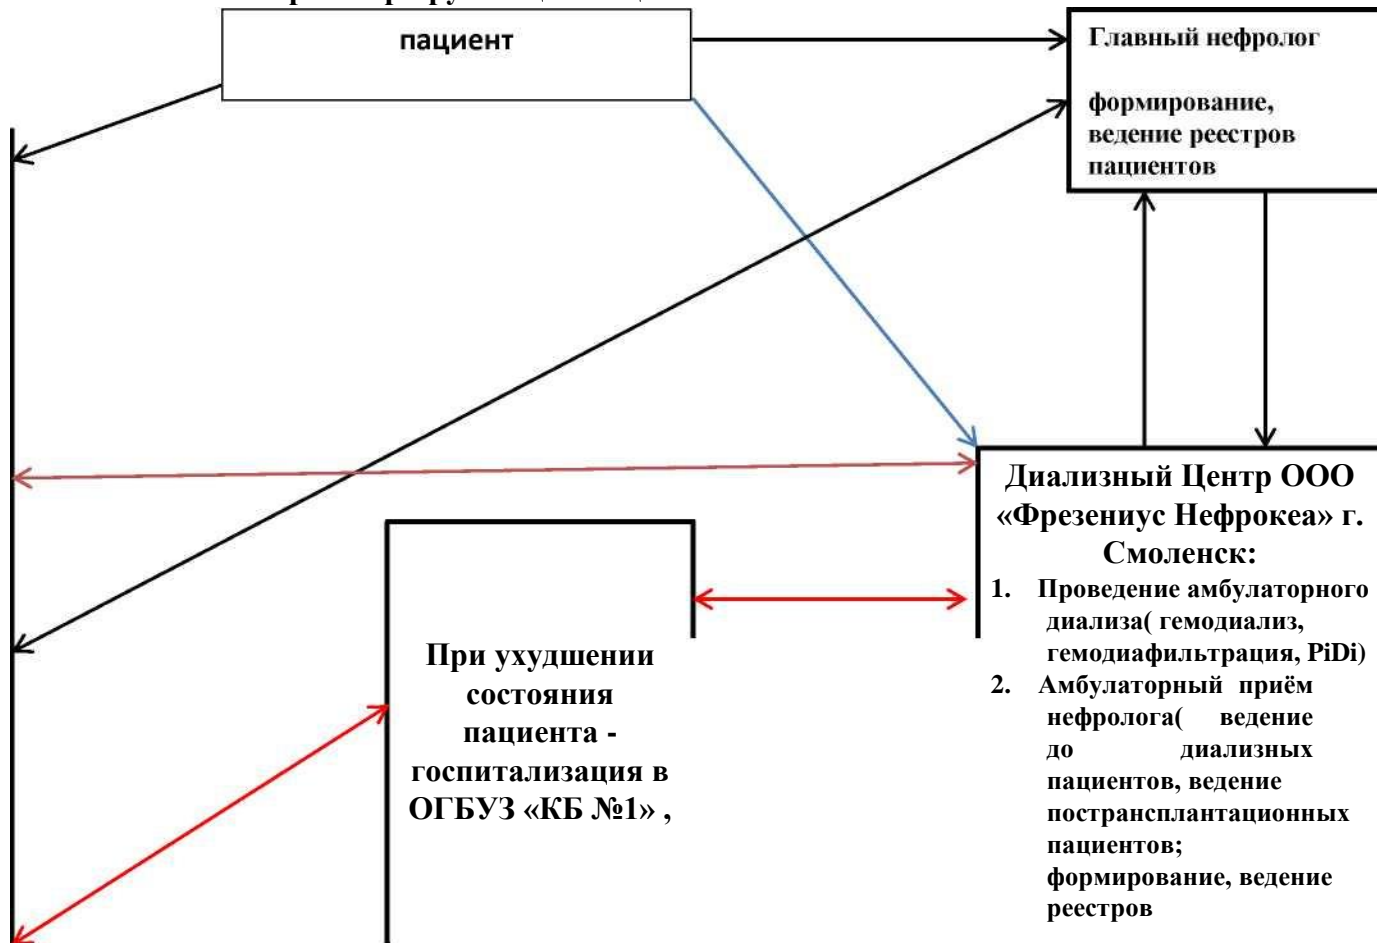 пациент
Главный нефролог
формирование,
ведение реестров
пациентов
Диализный Центр ООО
«Фрезениус Нефрокеа» г.
Смоленск:
1. Проведение амбулаторного
диализа( гемодиализ,
гемодиафильтрация, PiDi)
2. Амбулаторный приём
нефролога( ведение
до диализных
пациентов, ведение
пострансплантационных
пациентов;
формирование, ведение
реестров
При ухудшении
состояния
пациента -
госпитализация в
ОГБУЗ «КБ №1» ,